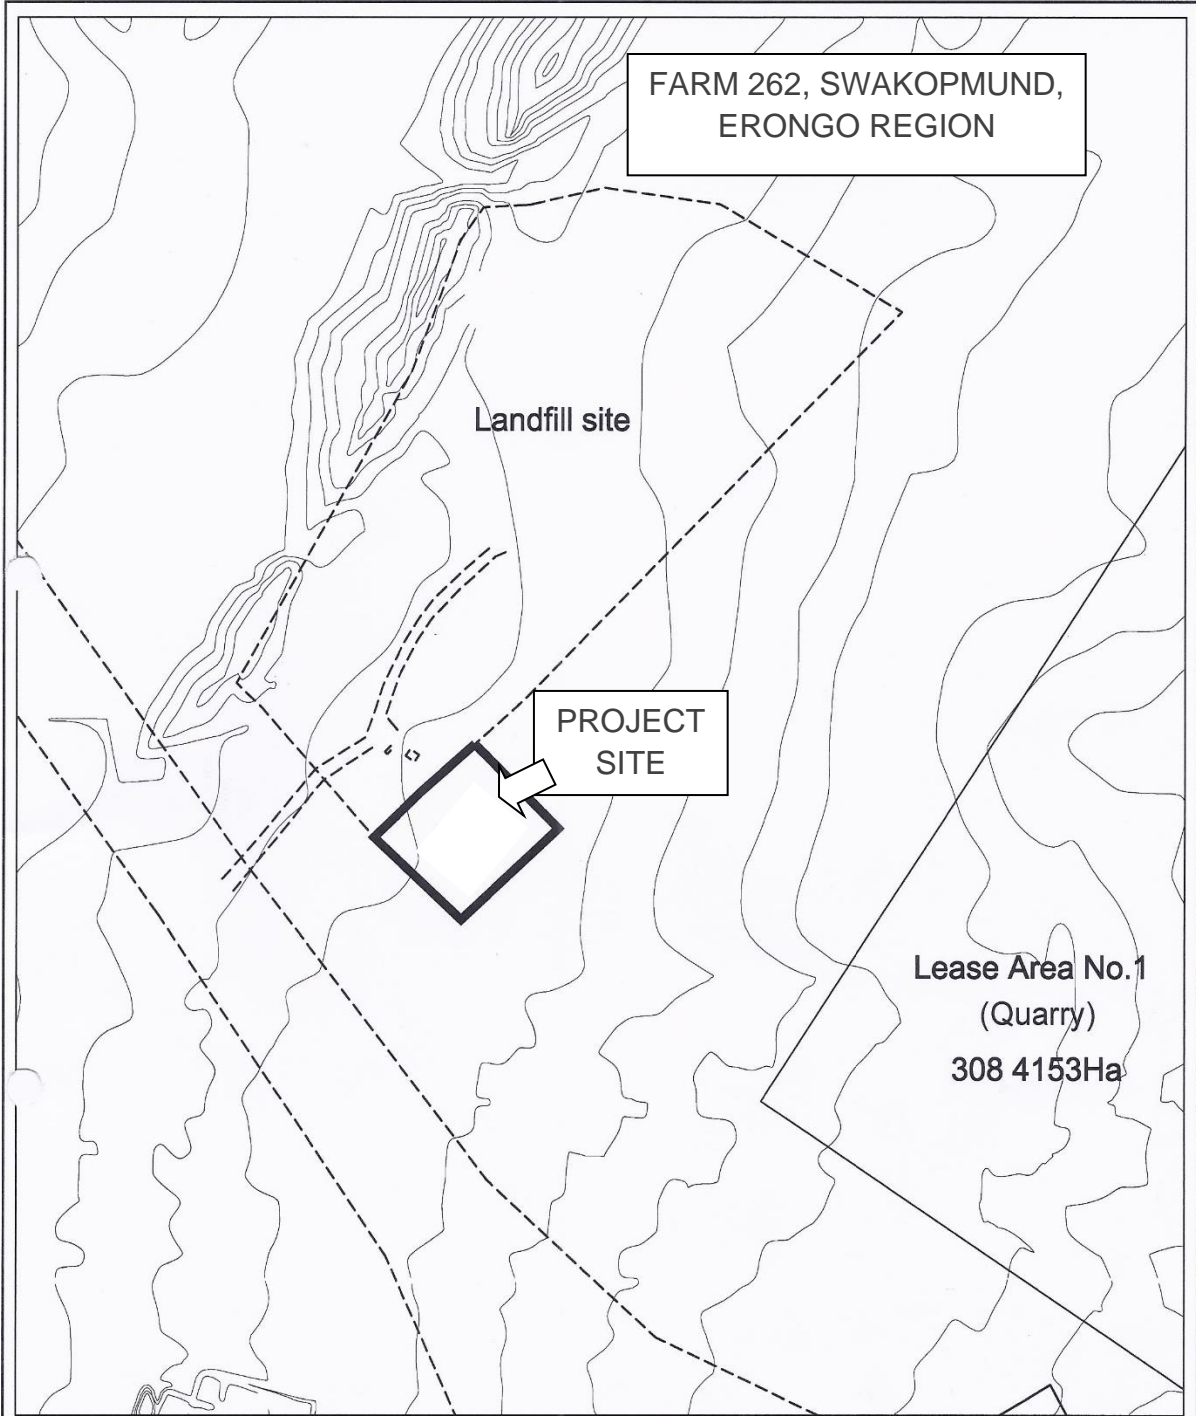 FARM 262, SWAKOPMUND,
ERONGO REGION
Landfill site
PROJECT
SITE
Lease Area No.1
(Quarry)
308 4153Ha